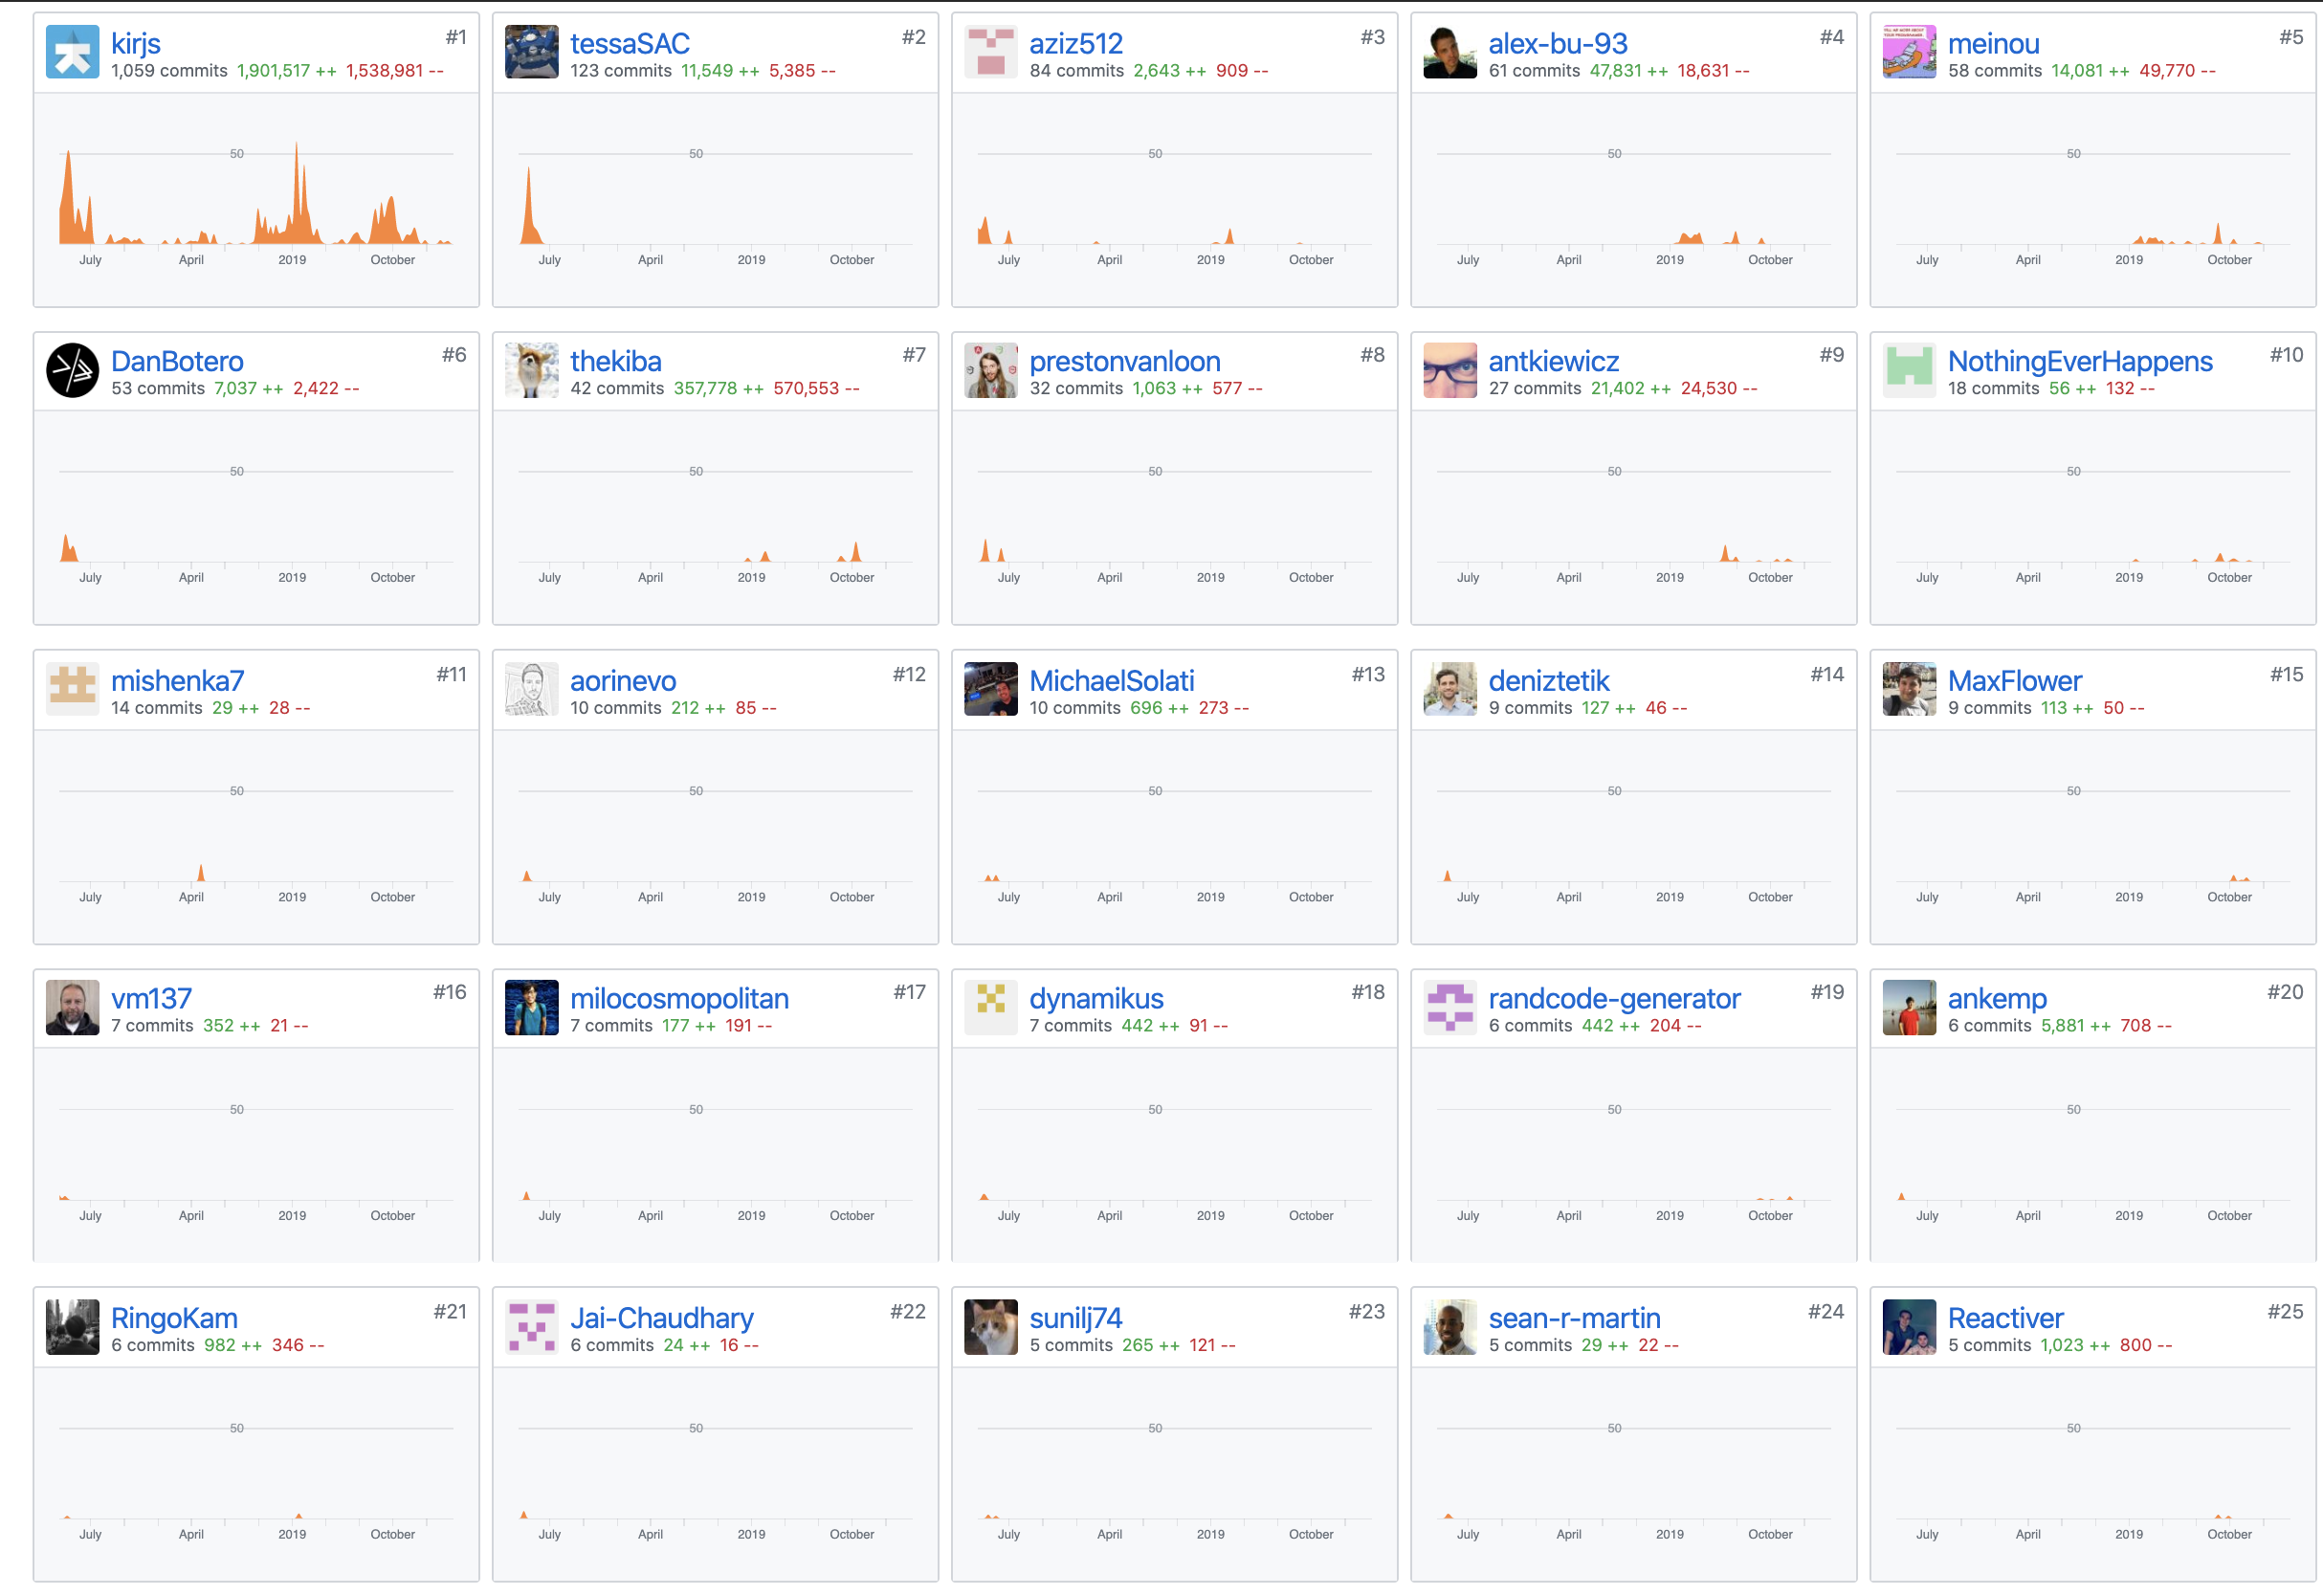 kirjs #1
1,059 commits 1,901,517 ++ 1,538,981 --
50
July April 2019 October
tessaSAC #2
123 commits 11,549 ++ 5,385 --
50
July April 2019 October
aziz512 #3
84 commits 2,643 ++ 909 --
50
July April 2019 October
alex-bu-93 #4
61 commits 47,831 ++ 18,631 --
50
July April 2019 October
meinou #5
58 commits 14,081 ++ 49,770 --
50
July April 2019 October
DanBotero #6
53 commits 7,037 ++ 2,422 --
50
July April 2019 October
thekiba #7
42 commits 357,778 ++ 570,553 --
50
July April 2019 October
prestonvanloon #8
32 commits 1,063 ++ 577 --
50
July April 2019 October
antkiewicz #9
27 commits 21,402 ++ 24,530 --
50
July April 2019 October
NothingEverHappens #10
18 commits 56 ++ 132 --
50
July April 2019 October
mishenka7 #11
14 commits 29 ++ 28 --
50
July April 2019 October
aorinevo #12
10 commits 212 ++ 85 --
50
July April 2019 October
MichaelSolati #13
10 commits 696 ++ 273 --
50
July April 2019 October
deniztetik #14
9 commits 127 ++ 46 --
50
July April 2019 October
MaxFlower #15
9 commits 113 ++ 50 --
50
July April 2019 October
vm137 #16
7 commits 352 ++ 21 --
50
July April 2019 October
milocosmopolitan #17
7 commits 177 ++ 191 --
50
July April 2019 October
dynamikus #18
7 commits 442 ++ 91 --
50
July April 2019 October
randcode-generator #19
6 commits 442 ++ 204 --
50
July April 2019 October
ankemp #20
6 commits 5,881 ++ 708 --
50
July April 2019 October
RingoKam #21
6 commits 982 ++ 346 --
50
July April 2019 October
Jai-Chaudhary #22
6 commits 24 ++ 16 --
50
July April 2019 October
sunilj74 #23
5 commits 265 ++ 121 --
50
July April 2019 October
sean-r-martin #24
5 commits 29 ++ 22 --
50
July April 2019 October
Reactiver #25
5 commits 1,023 ++ 800 --
50
July April 2019 October